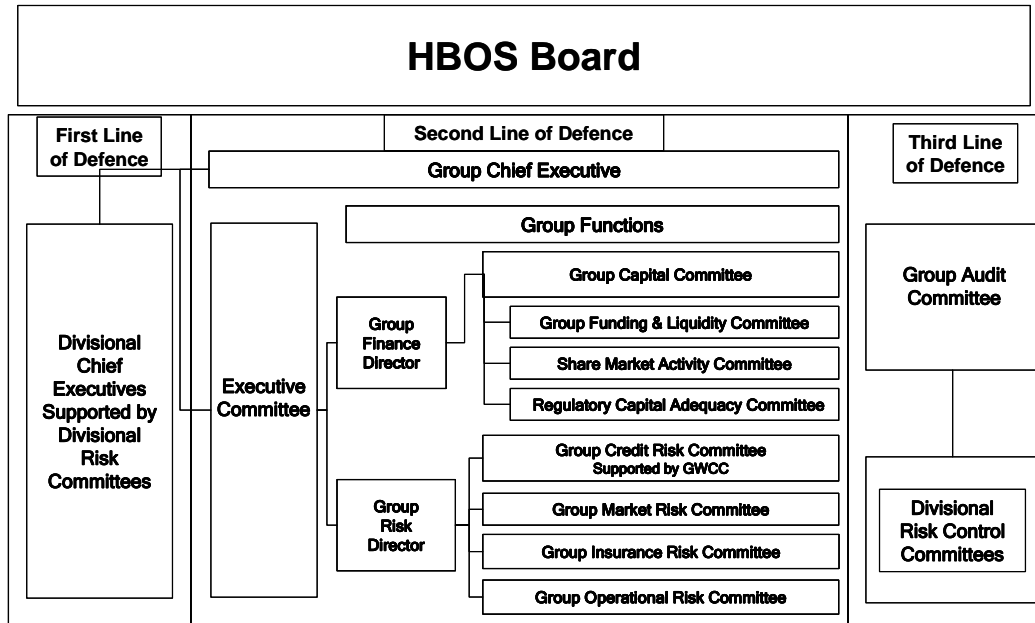 HBOS Board
First Line
of Defence
Second Line of Defence
Third Line
of Defence
Group Chief Executive
Group Functions
Divisional
Chief
Executives
Supported by
Divisional
Risk
Committees
Executive
Committee
Group
Finance
Director
Group Capital Committee
Group Funding & Liquidity Committee
Share Market Activity Committee
Regulatory Capital Adequacy Committee
Group
Risk
Director
Group Credit Risk Committee
Supported by GWCC
Group Market Risk Committee
Group Insurance Risk Committee
Group Operational Risk Committee
Group Audit
Committee
Divisional
Risk Control
Committees